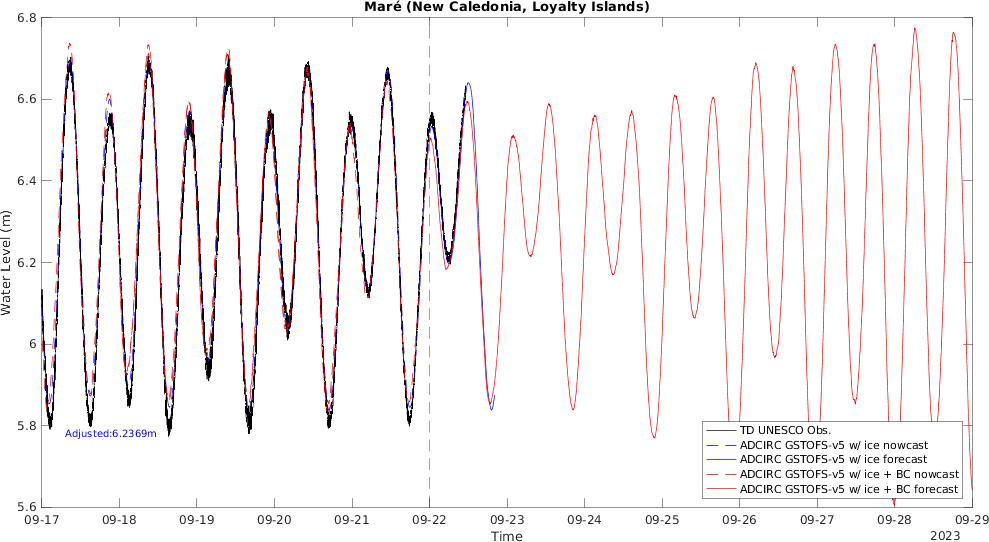 Maré (New Caledonia, Loyalty Islands)
6.8
6.6
6.4
6.2
6
5.8
5.6
Water Level (m)
Adjusted:6.2369m
TD UNESCO Obs.
ADCIRC GSTOFS-v5 w/ ice nowcast
ADCIRC GSTOFS-v5 w/ ice forecast
ADCIRC GSTOFS-v5 w/ ice + BC nowcast
ADCIRC GSTOFS-v5 w/ ice + BC forecast
09-17 09-18 09-19 09-20 09-21 09-22 09-23 09-24 09-25 09-26 09-27 09-28 09-29
Time
2023